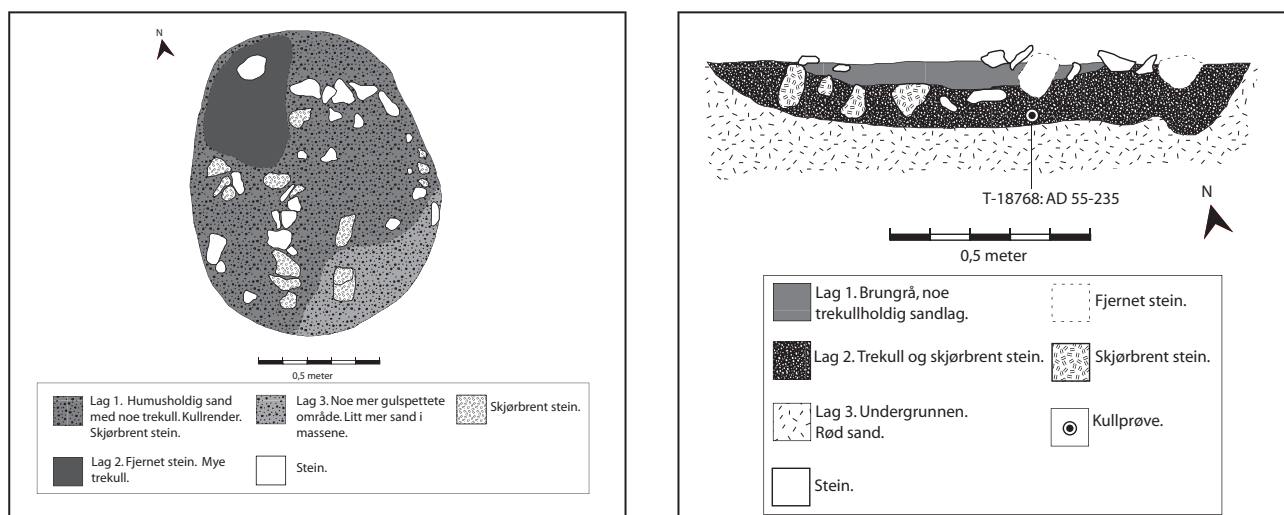 N
0,5 meter
Lag 1. Humusholdig sand
med noe trekull. Kullrender.
Skjørbrent stein.
Lag 2. Fjernet stein. Mye
trekull.
Lag 3. Noe mer gulspettete
område. Litt mer sand i
massene.
Stein.
Skjørbrent stein.
T-18768: AD 55-235
N
0,5 meter
Lag 1. Brungrå, noe
trekullholdig sandlag.
Lag 2. Trekull og skjørbrent stein.
Lag 3. Undergrunnen.
Rød sand.
Stein.
Fjernet stein.
Skjørbrent stein.
Kullprøve.